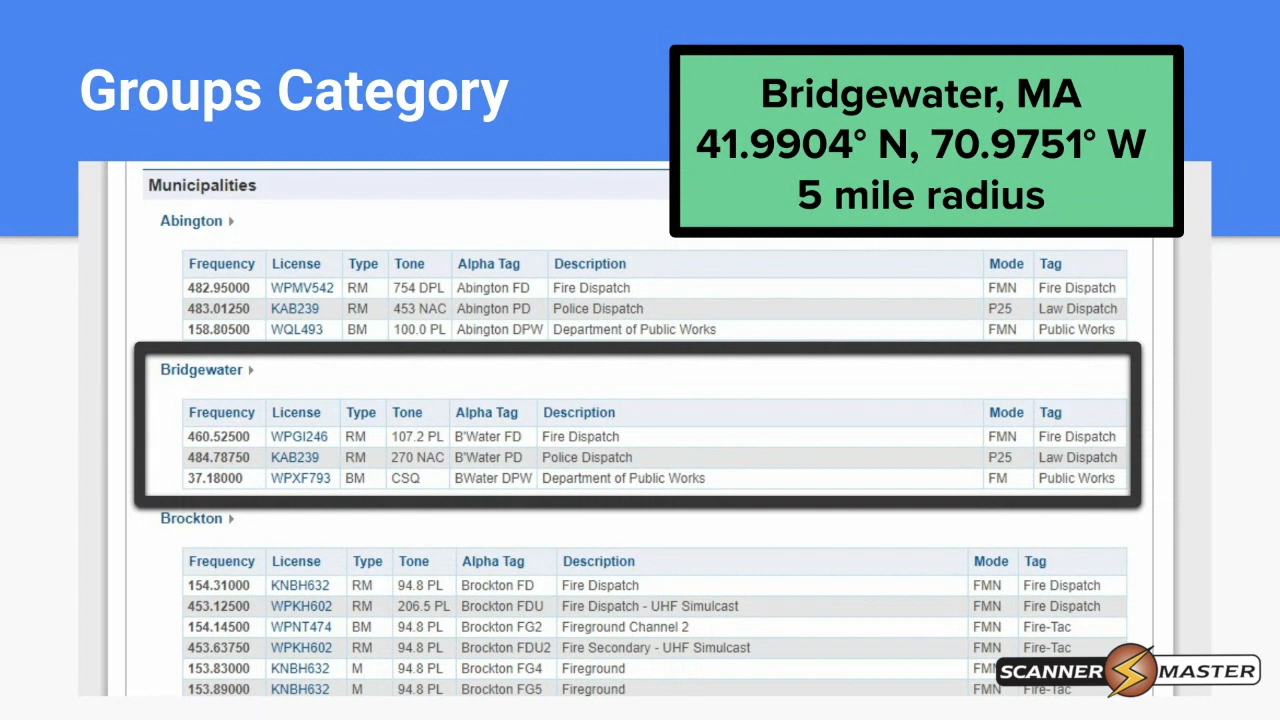 Groups Category
Bridgewater, MA
41.9904° N, 70.9751° W
5 mile radius
Municipalities
Abington
Frequency License Type Tone Alpha Tag Description Mode Tag
482.95000 WPMV542 RM 754 DPL Abington FD Fire Dispatch FMN Fire Dispatch
483.01250 KAB239 RM 453 NAC Abington PD Police Dispatch P25 Law Dispatch
158.80500 WQL493 BM 100.0 PL Abington DPW Department of Public Works FMN Public Works
Bridgewater
Frequency License Type Tone Alpha Tag Description Mode Tag
460.52500 WPGI246 RM 107.2 PL B'Water FD Fire Dispatch FMN Fire Dispatch
484.78750 KAB239 RM 270 NAC B'Water PD Police Dispatch P25 Law Dispatch
37.18000 WPXF793 BM CSQ BWater DPW Department of Public Works FM Public Works
Brockton
Frequency License Type Tone Alpha Tag Description Mode Tag
154.31000 KNBH632 RM 94.8 PL Brockton FD Fire Dispatch FMN Fire Dispatch
453.12500 WPKH602 RM 206.5 PL Brockton FDU Fire Dispatch - UHF Simulcast FMN Fire Dispatch
154.14500 WPNT474 BM 94.8 PL Brockton FG2 Fireground Channel 2 FMN Fire-Tac
453.63750 WPKH602 RM 94.8 PL Brockton FDU2 Fire Secondary - UHF Simulcast FMN Fire-Tac
153.83000 KNBH632 M 94.8 PL Brockton FG4 Fireground
153.89000 KNBH632 M 94.8 PL Brockton FG5 Fireground FMN Fire-Tac
SCANNER MASTER